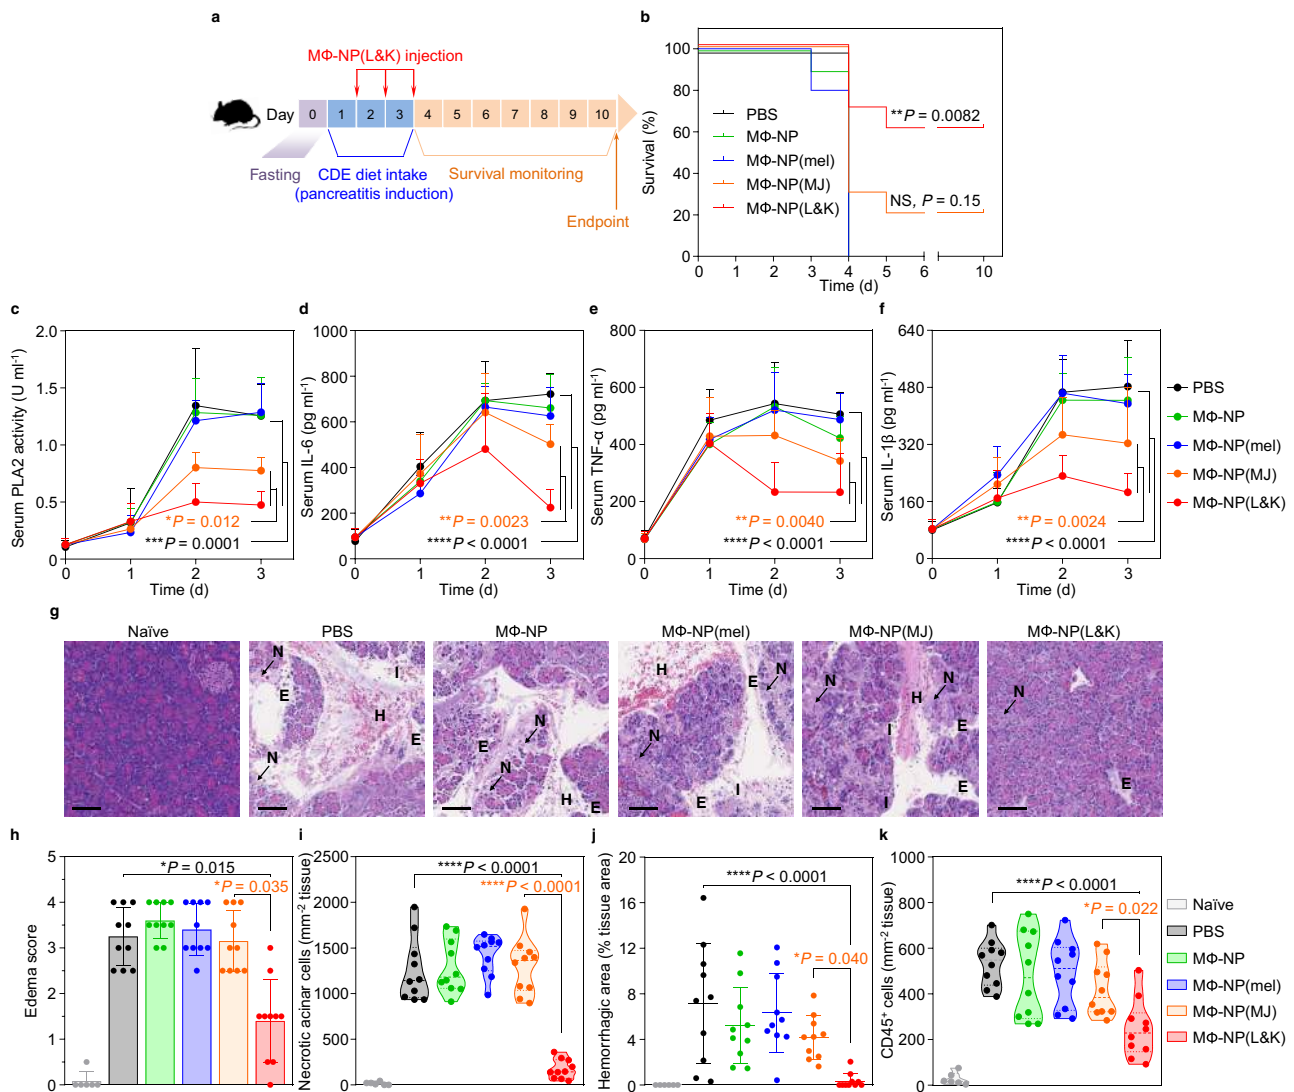 a
MΦ-NP(L&K) injection
Day 0 1 2 3 4 5 6 7 8 9 10
Fasting
CDE diet intake
(pancreatitis induction)
Survival monitoring
Endpoint
b
Survival (%)
100
80
60
40
20
0
PBS
MΦ-NP
MΦ-NP(mel)
MΦ-NP(MJ)
MΦ-NP(L&K)
**P = 0.0082
NS, P = 0.15
0 1 2 3 4 5 6 10
Time (d)
c
Serum PLA2 activity (U ml-1)
2.0
1.5
1.0
0.5
0
*P = 0.012
***P = 0.0001
0 1 2 3
Time (d)
d
Serum IL-6 (pg ml-1)
1000
800
600
400
200
0
**P = 0.0023
****P < 0.0001
0 1 2 3
Time (d)
e
Serum TNF-α (pg ml-1)
800
600
400
200
0
**P = 0.0040
****P < 0.0001
0 1 2 3
Time (d)
f
Serum IL-1β (pg ml-1)
640
480
320
160
0
**P = 0.0024
****P < 0.0001
0 1 2 3
Time (d)
PBS
MΦ-NP
MΦ-NP(mel)
MΦ-NP(MJ)
MΦ-NP(L&K)
g
Naïve
PBS
N
I
E
H
E
N
MΦ-NP
N
E
N
H
E
MΦ-NP(mel)
H
E
N
N
I
E
MΦ-NP(MJ)
N
N
H
I
E
E
I
MΦ-NP(L&K)
N
E
h
Edema score
5
4
3
2
1
0
*P = 0.015
*P = 0.035
i
Necrotic acinar cells (mm-2 tissue)
2500
2000
1500
1000
500
0
****P < 0.0001
****P < 0.0001
j
Hemorrhagic area (% tissue area)
20
16
12
8
4
0
****P < 0.0001
*P = 0.040
k
CD45+ cells (mm-2 tissue)
1000
800
600
400
200
0
****P < 0.0001
*P = 0.022
Naïve
PBS
MΦ-NP
MΦ-NP(mel)
MΦ-NP(MJ)
MΦ-NP(L&K)